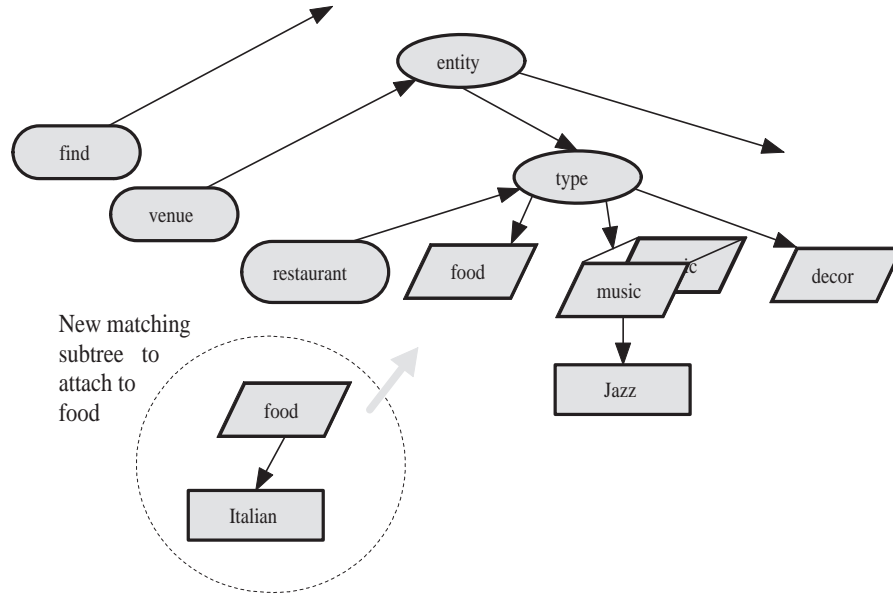 entity
find
type
venue
restaurant
food
music
decor
New matching
subtree to
attach to
food
Jazz
food
Italian